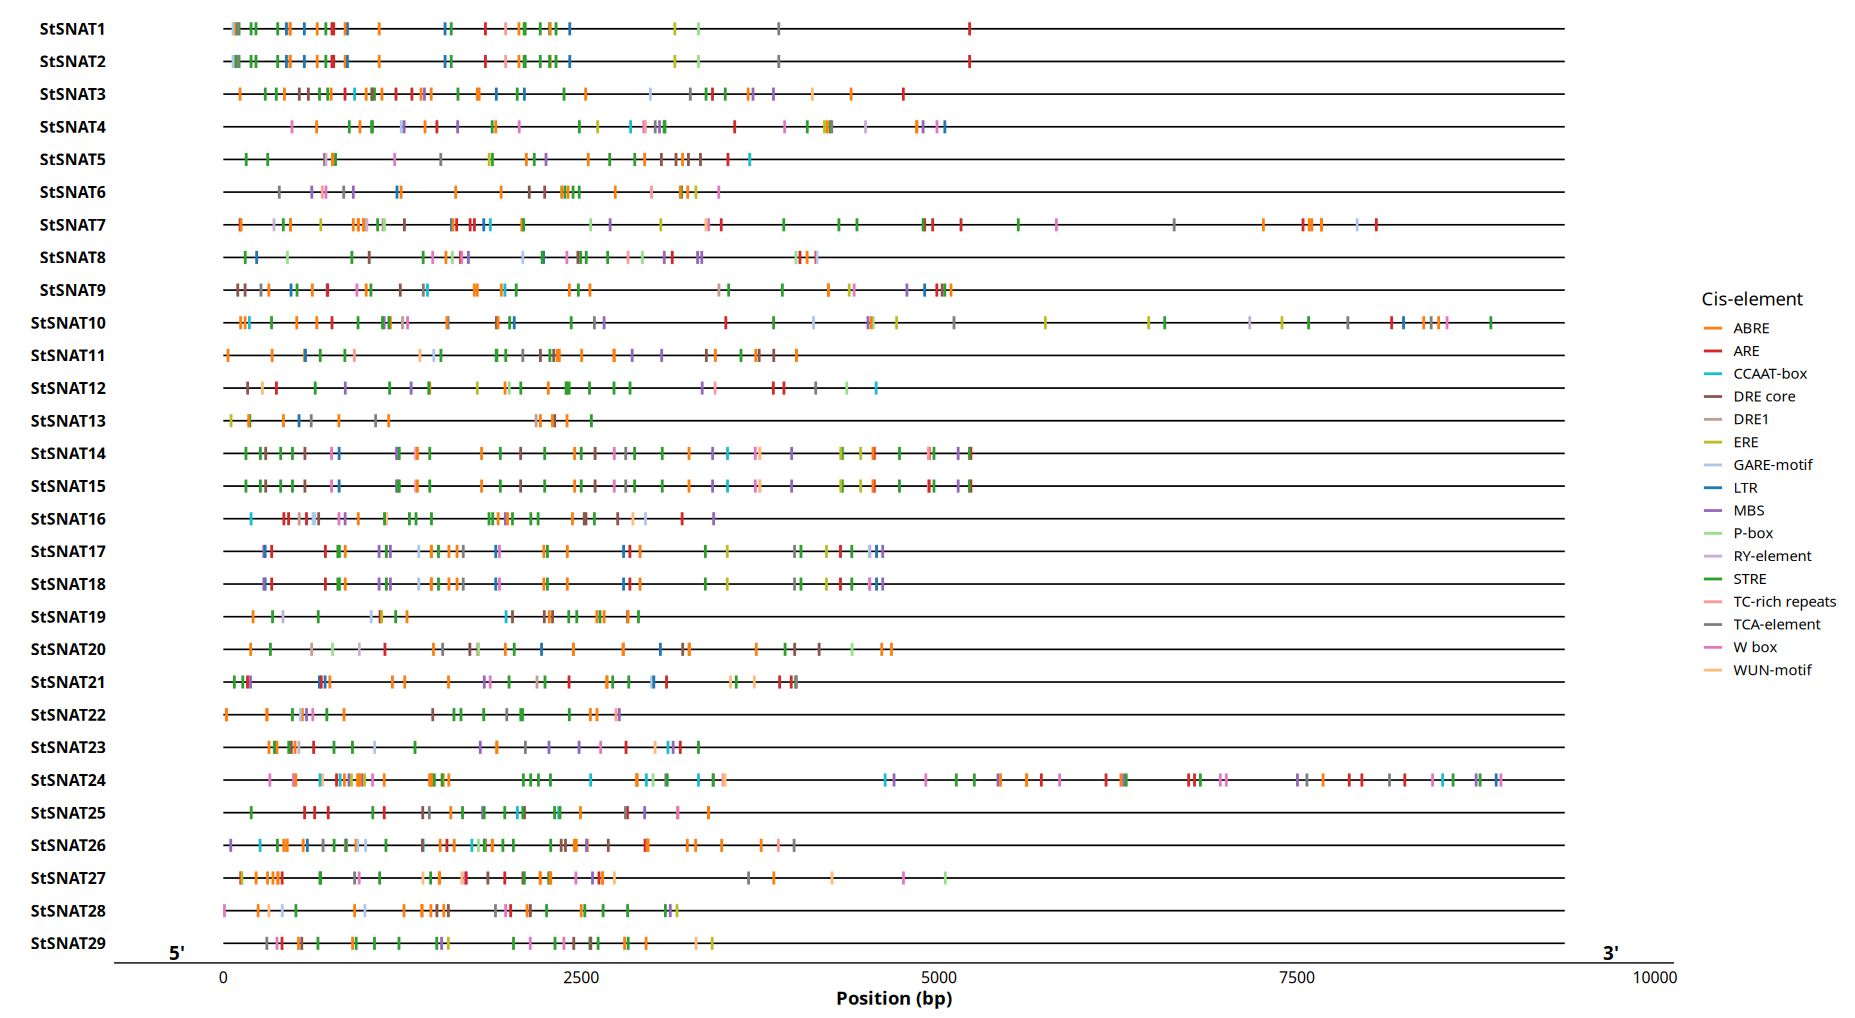 StSNAT1
StSNAT2
StSNAT3
StSNAT4
StSNAT5
StSNAT6
StSNAT7
StSNAT8
StSNAT9
StSNAT10
StSNAT11
StSNAT12
StSNAT13
StSNAT14
StSNAT15
StSNAT16
StSNAT17
StSNAT18
StSNAT19
StSNAT20
StSNAT21
StSNAT22
StSNAT23
StSNAT24
StSNAT25
StSNAT26
StSNAT27
StSNAT28
StSNAT29
5' 3'
0 2500 5000 7500 10000
Position (bp)
Cis-element
ABRE
ARE
CCAAT-box
DRE core
DRE1
ERE
GARE-motif
LTR
MBS
P-box
RY-element
STRE
TC-rich repeats
TCA-element
W box
WUN-motif